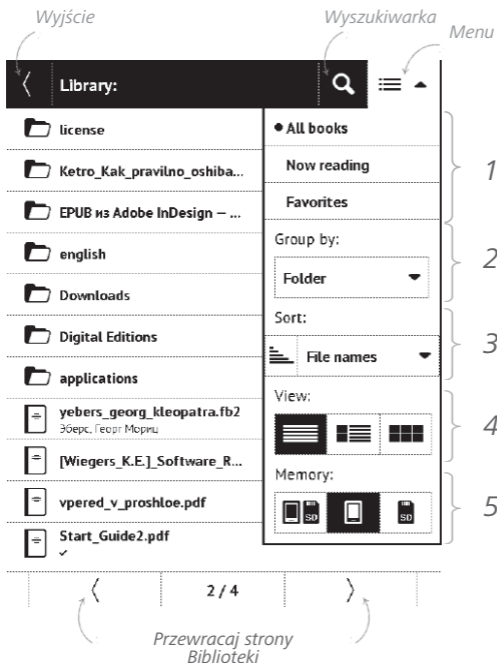 Wyjście
Wyszukiwarka
Menu
Library:
license
Ketro_Kak_pravilno_oshiba...
EPUB из Adobe InDesign — ...
english
Downloads
Digital Editions
applications
yebers_georg_kleopatra.fb2
Эберс, Георг Мориц
[Wiegers_K.E.]_Software_R...
vpered_v_proshloe.pdf
Start_Guide2.pdf
All books
Now reading
Favorites
1
Group by:
Folder
2
Sort:
File names
3
View:
4
Memory:
SD
SD
5
2 / 4
Przewracaj strony
Biblioteki